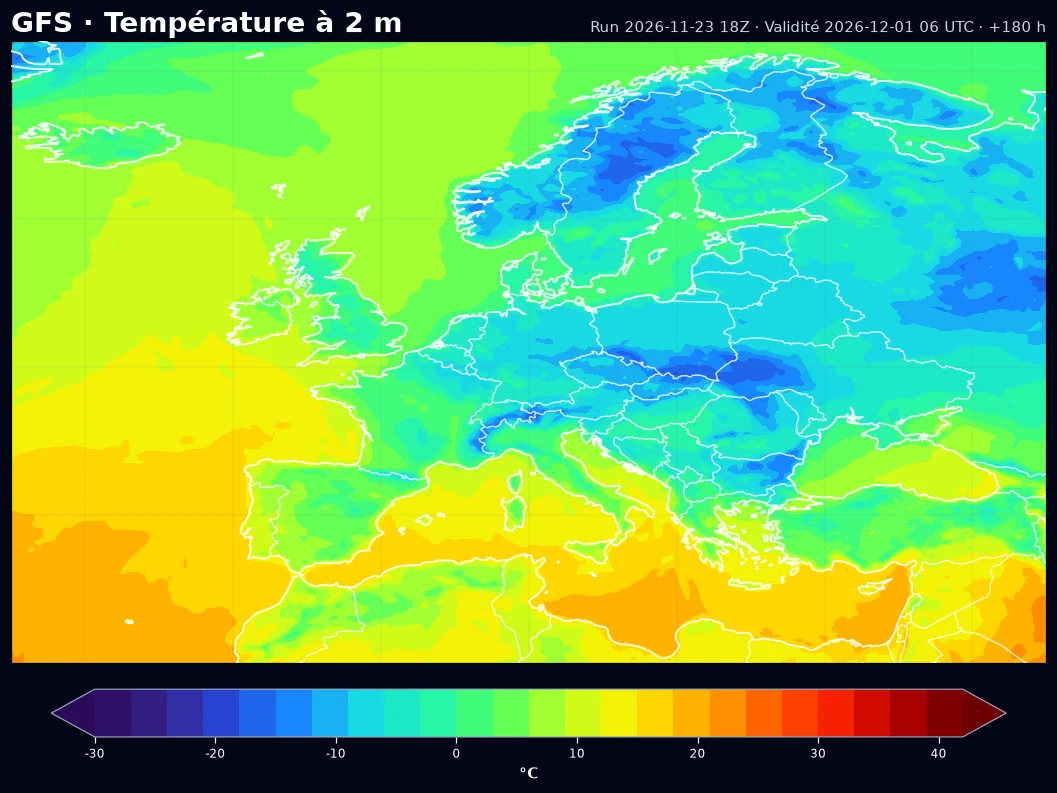 GFS · Température à 2 m
Run 2026-11-23 18Z · Validité 2026-12-01 06 UTC · +180 h
-30 -20 -10 0 10 20 30 40
°C